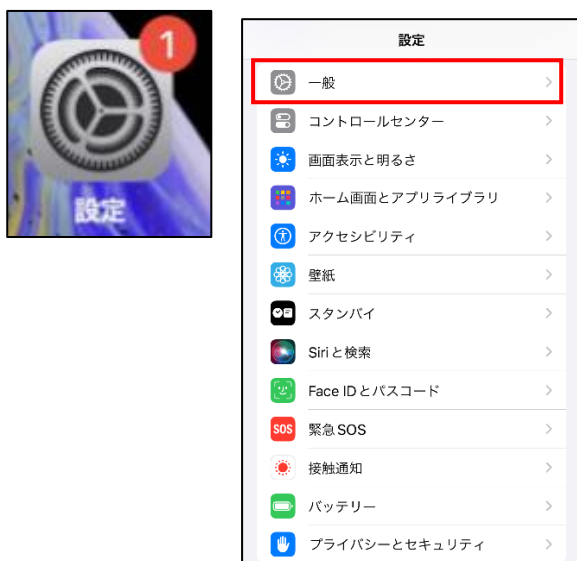 1
設定
設定
一般
コントロールセンター
画面表示と明るさ
ホーム画面とアプリライブラリ
アクセシビリティ
壁紙
スタンバイ
Siriと検索
Face IDとパスコード
SOS 緊急SOS
接触通知
バッテリー
プライバシーとセキュリティ